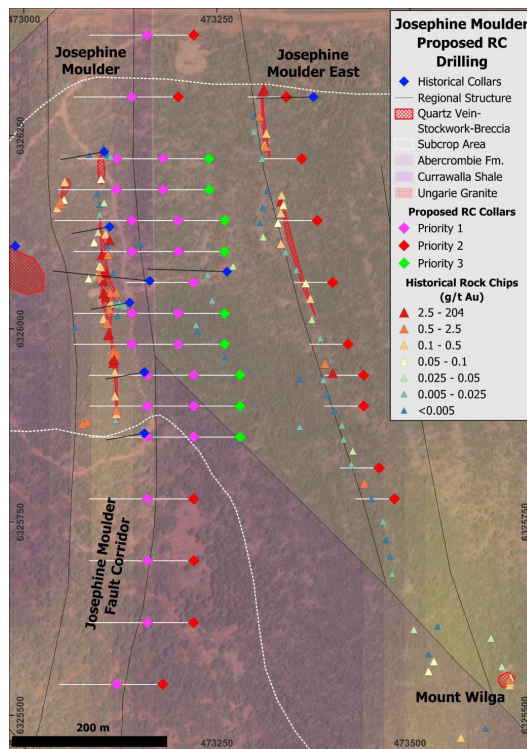 473000
473250
Josephine
Moulder
Josephine
Moulder East
Josephine Moulder
Proposed RC
Drilling
Historical Collars
Regional Structure
Quartz Vein-
Stockwork-Breccia
Subcrop Area
Abercrombie Fm.
Currawalla Shale
Ungarie Granite
Proposed RC Collars
Priority 1
Priority 2
Priority 3
Historical Rock Chips
(g/t Au)
2.5 - 204
0.5 - 2.5
0.1 - 0.5
0.05 - 0.1
0.025 - 0.05
0.005 - 0.025
<0.005
6326250
6326000
6325750
6325750
Josephine Moulder
Fault Corridor
Mount Wilga
6325500
6325500
200 m
473250
473500